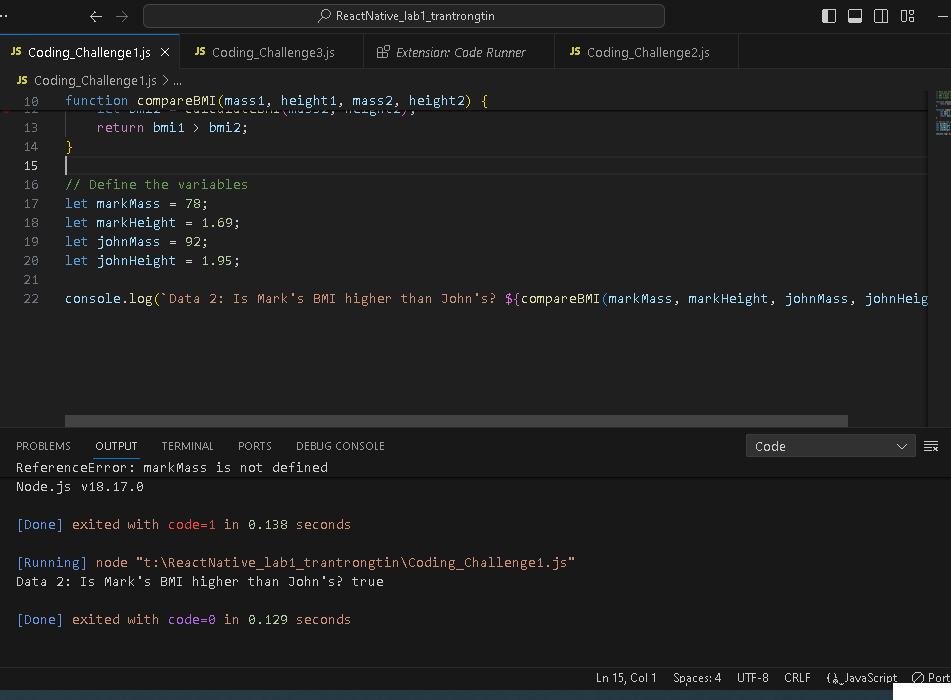 ReactNative_lab1_trantrongtin
JS Coding_Challenge1.js JS Coding_Challenge3.js Extension: Code Runner JS Coding_Challenge2.js
JS Coding_Challenge1.js > ...
10 function compareBMI(mass1, height1, mass2, height2) {
12 let bmi2 = calculateBMI(mass2, height2);
13 return bmi1 > bmi2;
14 }
15
16 // Define the variables
17 let markMass = 78;
18 let markHeight = 1.69;
19 let johnMass = 92;
20 let johnHeight = 1.95;
21
22 console.log(`Data 2: Is Mark's BMI higher than John's? ${compareBMI(markMass, markHeight, johnMass, johnHeig
PROBLEMS OUTPUT TERMINAL PORTS DEBUG CONSOLE Code
ReferenceError: markMass is not defined
Node.js v18.17.0
[Done] exited with code=1 in 0.138 seconds
[Running] node "t:\ReactNative_lab1_trantrongtin\Coding_Challenge1.js"
Data 2: Is Mark's BMI higher than John's? true
[Done] exited with code=0 in 0.129 seconds
Ln 15, Col 1 Spaces: 4 UTF-8 CRLF JavaScript Port